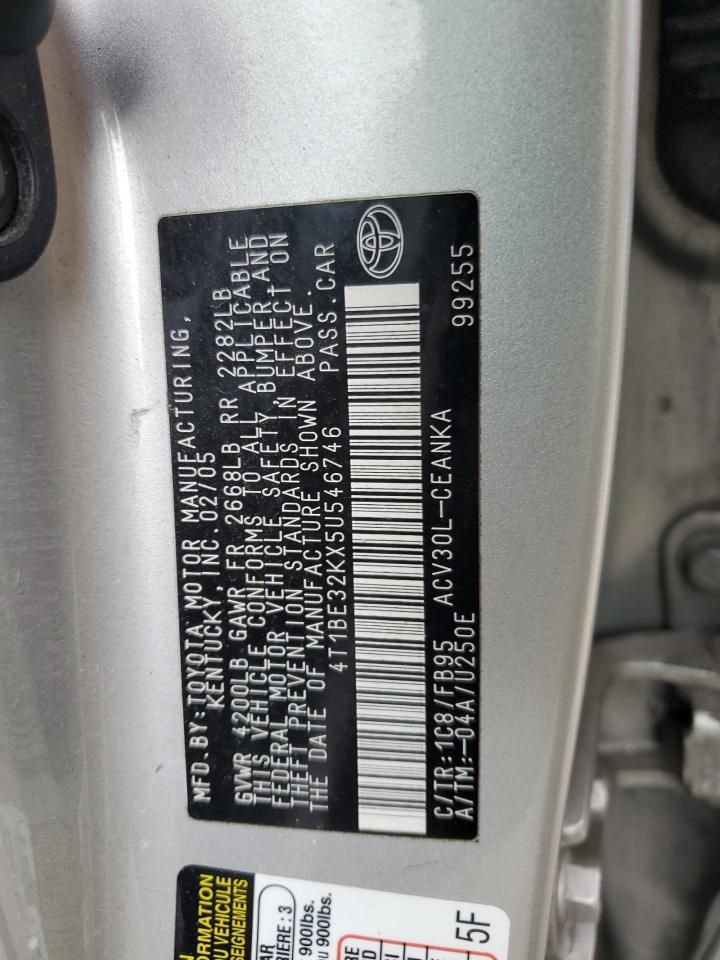 MFD.BY:TOYOTA MOTOR MANUFACTURING,
KENTUCKY, INC. 02/05
GVWR 4200LB GAWR FR 2668LB RR 2282LB
THIS VEHICLE CONFORMS TO ALL APPLICABLE
FEDERAL MOTOR VEHICLE SAFETY, BUMPER AND
THEFT PREVENTION STANDARDS IN EFFECT ON
THE DATE OF MANUFACTURE SHOWN ABOVE.
4T1BE32KX5U546746 PASS.CAR
C/TR:1C8/FB95 ACV30L-CEANKA
A/TM:-04A/U250E 99255
5F